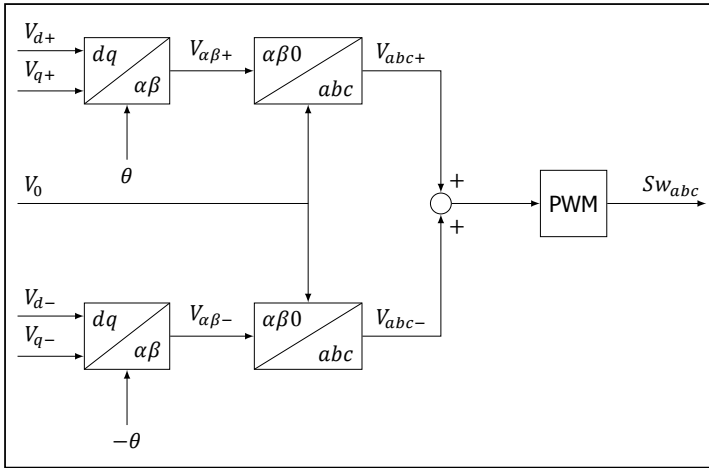 V_{d+}
V_{q+}
dq
αβ
V_{αβ+}
αβ0
abc
V_{abc+}
θ
V_0
+
+
PWM
Sw_{abc}
V_{d−}
V_{q−}
dq
αβ
V_{αβ−}
αβ0
abc
V_{abc−}
−θ